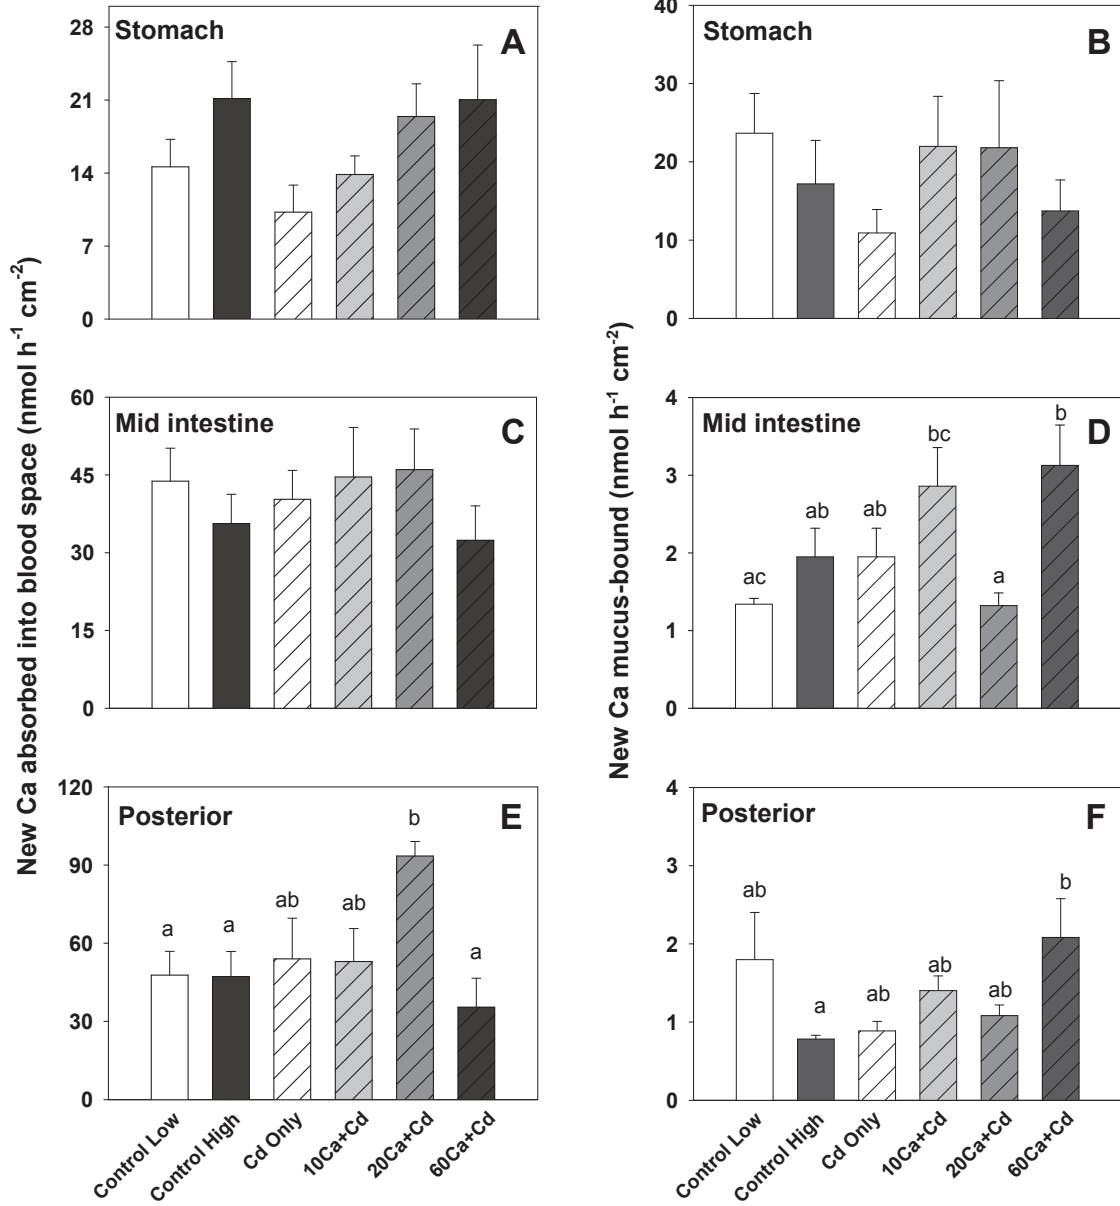 New Ca absorbed into blood space (nmol h⁻¹ cm⁻²)
Stomach
A
28
21
14
7
0
Mid intestine
C
60
45
30
15
0
Posterior
E
120
90
60
30
0
a
a
ab
ab
b
a
Control Low
Control High
Cd Only
10Ca+Cd
20Ca+Cd
60Ca+Cd
New Ca mucus-bound (nmol h⁻¹ cm⁻²)
Stomach
B
40
30
20
10
0
Mid intestine
D
4
3
2
1
0
ac
ab
ab
bc
a
b
Posterior
F
4
3
2
1
0
ab
a
ab
ab
ab
b
Control Low
Control High
Cd Only
10Ca+Cd
20Ca+Cd
60Ca+Cd